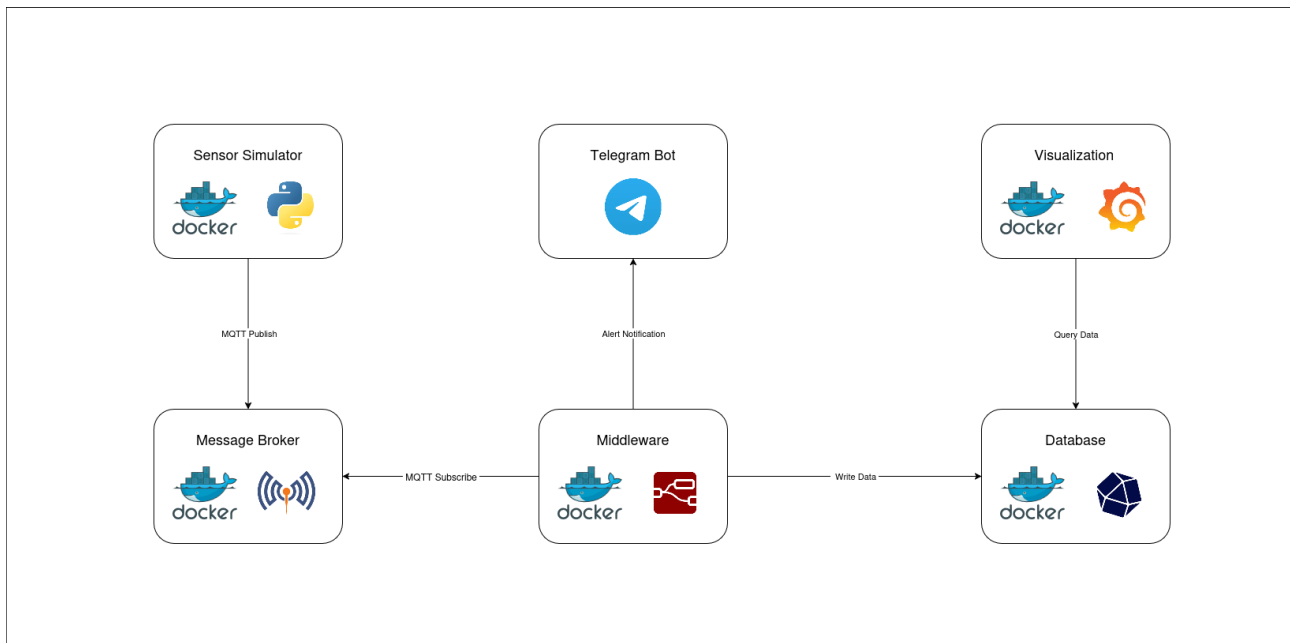 Sensor Simulator
docker
Telegram Bot
Visualization
docker
MQTT Publish
Alert Notification
Query Data
Message Broker
docker
MQTT Subscribe
Middleware
docker
Write Data
Database
docker